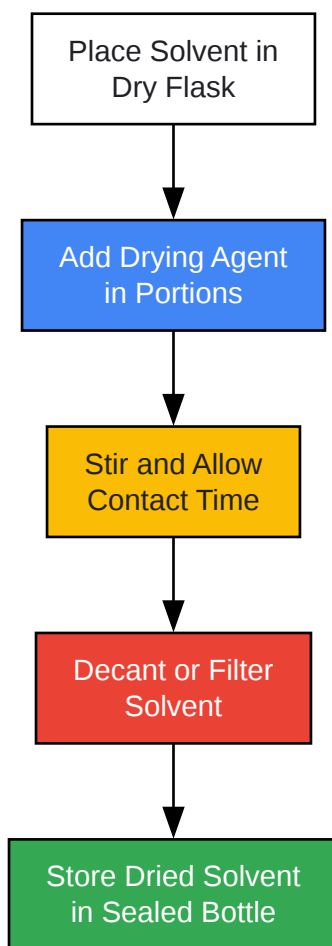 Place Solvent in
Dry Flask
Add Drying Agent
in Portions
Stir and Allow
Contact Time
Decant or Filter
Solvent
Store Dried Solvent
in Sealed Bottle